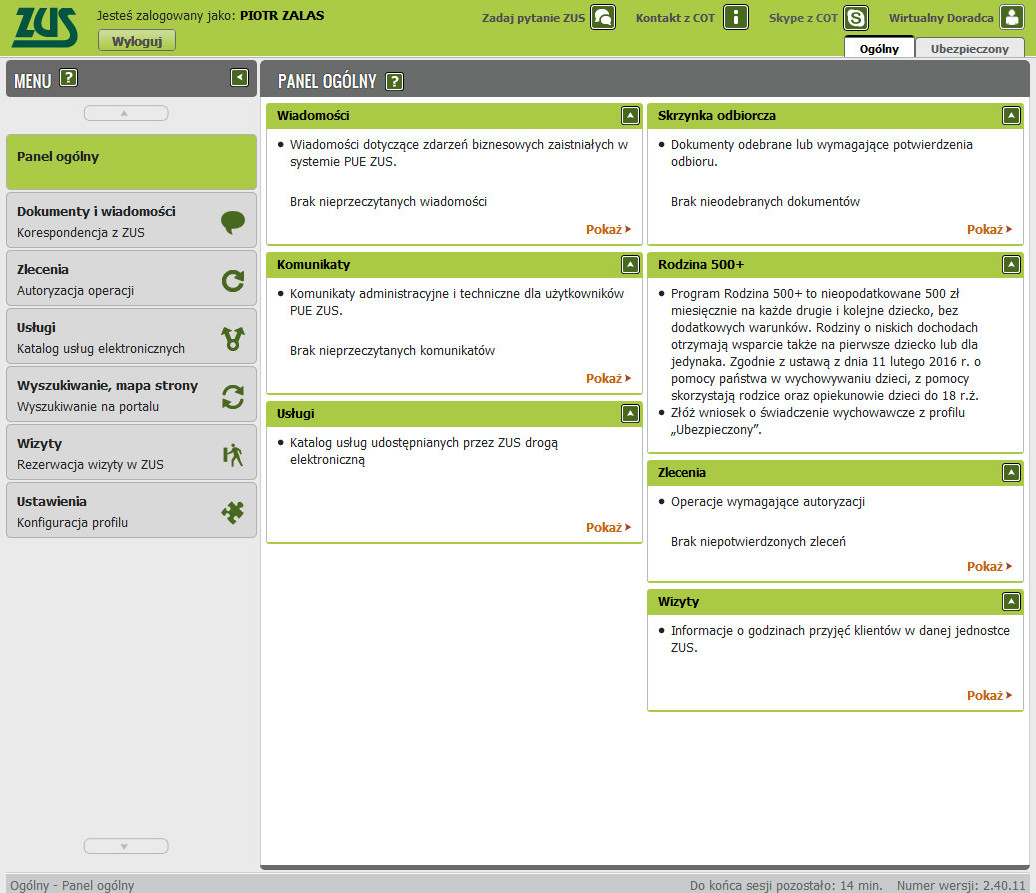 ZUS
Jesteś zalogowany jako: PIOTR ZALAS
Wyloguj
Zadaj pytanie ZUS
Kontakt z COT
Skype z COT
Wirtualny Doradca
Ogólny
Ubezpieczony
MENU ?
Panel ogólny
Dokumenty i wiadomości
Korespondencja z ZUS
Zlecenia
Autoryzacja operacji
Usługi
Katalog usług elektronicznych
Wyszukiwanie, mapa strony
Wyszukiwanie na portalu
Wizyty
Rezerwacja wizyty w ZUS
Ustawienia
Konfiguracja profilu
PANEL OGÓLNY ?
Wiadomości
• Wiadomości dotyczące zdarzeń biznesowych zaistniałych w
systemie PUE ZUS.
Brak nieprzeczytanych wiadomości
Pokaż
Komunikaty
• Komunikaty administracyjne i techniczne dla użytkowników
PUE ZUS.
Brak nieprzeczytanych komunikatów
Pokaż
Usługi
• Katalog usług udostępnianych przez ZUS drogą
elektroniczną
Pokaż
Skrzynka odbiorcza
• Dokumenty odebrane lub wymagające potwierdzenia
odbioru.
Brak nieodebranych dokumentów
Pokaż
Rodzina 500+
• Program Rodzina 500+ to nieopodatkowane 500 zł
miesięcznie na każde drugie i kolejne dziecko, bez
dodatkowych warunków. Rodziny o niskich dochodach
otrzymają wsparcie także na pierwsze dziecko lub dla
jedynaka. Zgodnie z ustawą z dnia 11 lutego 2016 r. o
pomocy państwa w wychowywaniu dzieci, z pomocy
skorzystają rodzice oraz opiekunowie dzieci do 18 r.ż.
• Złóż wniosek o świadczenie wychowawcze z profilu
„Ubezpieczony”.
Zlecenia
• Operacje wymagające autoryzacji
Brak niepotwierdzonych zleceń
Pokaż
Wizyty
• Informacje o godzinach przyjęć klientów w danej jednostce
ZUS.
Pokaż
Ogólny - Panel ogólny
Do końca sesji pozostało: 14 min.
Numer wersji: 2.40.11